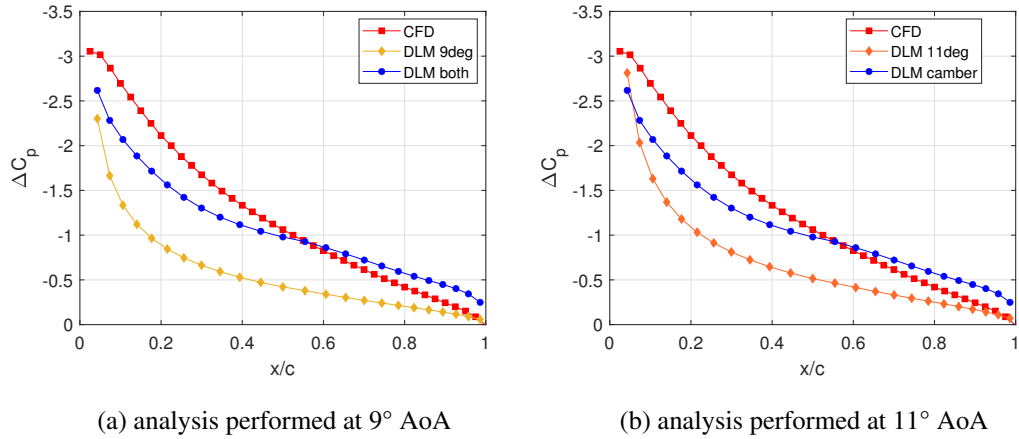 CFD
DLM 9deg
DLM both
-3.5
-3
-2.5
-2
-1.5
-1
-0.5
0
ΔC_p
0 0.2 0.4 0.6 0.8 1
x/c
(a) analysis performed at 9° AoA
CFD
DLM 11deg
DLM camber
-3.5
-3
-2.5
-2
-1.5
-1
-0.5
0
ΔC_p
0 0.2 0.4 0.6 0.8 1
x/c
(b) analysis performed at 11° AoA